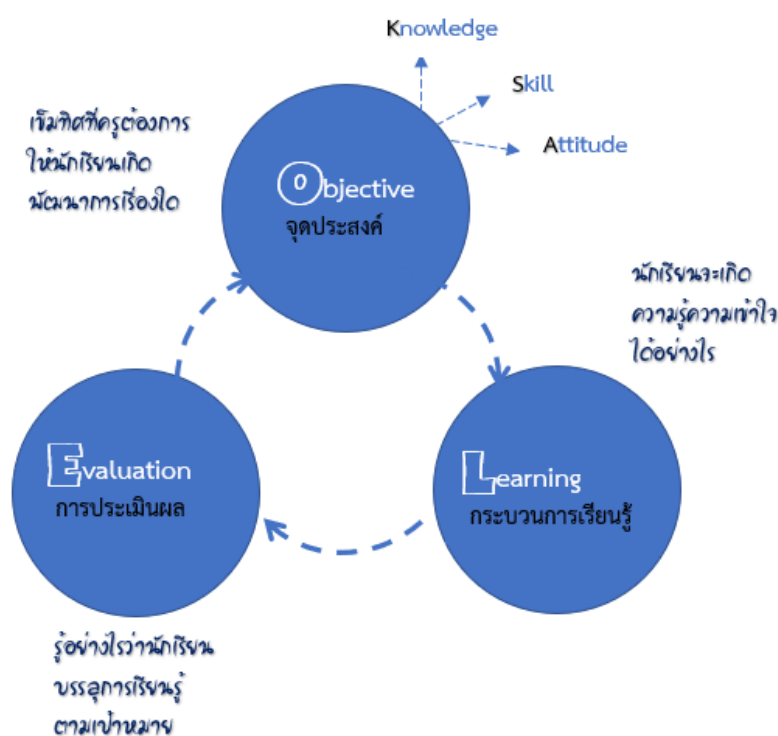 Knowledge
Skill
Attitude
เข็มทิศที่ครูต้องการ
ให้นักเรียนเกิด
พัฒนาการเรื่องใด
Objective
จุดประสงค์
นักเรียนจะเกิด
ความรู้ความเข้าใจ
ได้อย่างไร
Evaluation
การประเมินผล
Learning
กระบวนการเรียนรู้
รู้อย่างไรว่านักเรียน
บรรลุการเรียนรู้
ตามเป้าหมาย